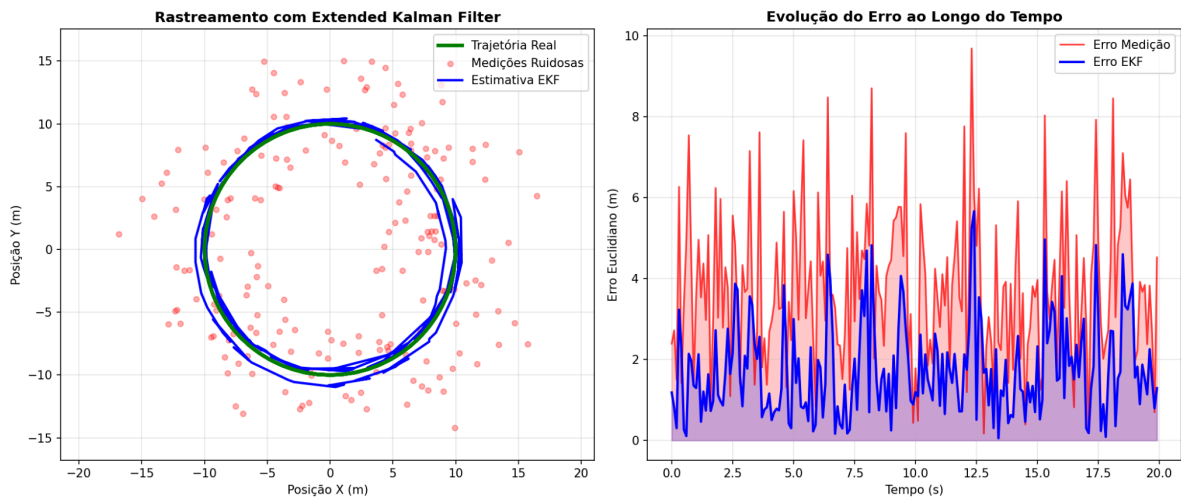 Rastreamento com Extended Kalman Filter
Trajetória Real
Medições Ruidosas
Estimativa EKF
15
10
5
0
−5
−10
−15
Posição Y (m)
−20
−15
−10
−5
0
5
10
15
20
Posição X (m)
Evolução do Erro ao Longo do Tempo
Erro Medição
Erro EKF
10
8
6
4
2
0
Erro Euclidiano (m)
0.0
2.5
5.0
7.5
10.0
12.5
15.0
17.5
20.0
Tempo (s)